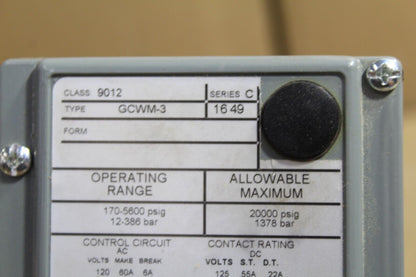 CLASS 9012 SERIES C
TYPE GCWM-3 16 49
FORM
OPERATING RANGE ALLOWABLE MAXIMUM
170-5600 psig 20000 psig
12-386 bar 1378 bar
CONTROL CIRCUIT CONTACT RATING
AC DC
VOLTS MAKE BREAK VOLTS S.T. D.T.
120 60A 6A 125 55A 22A